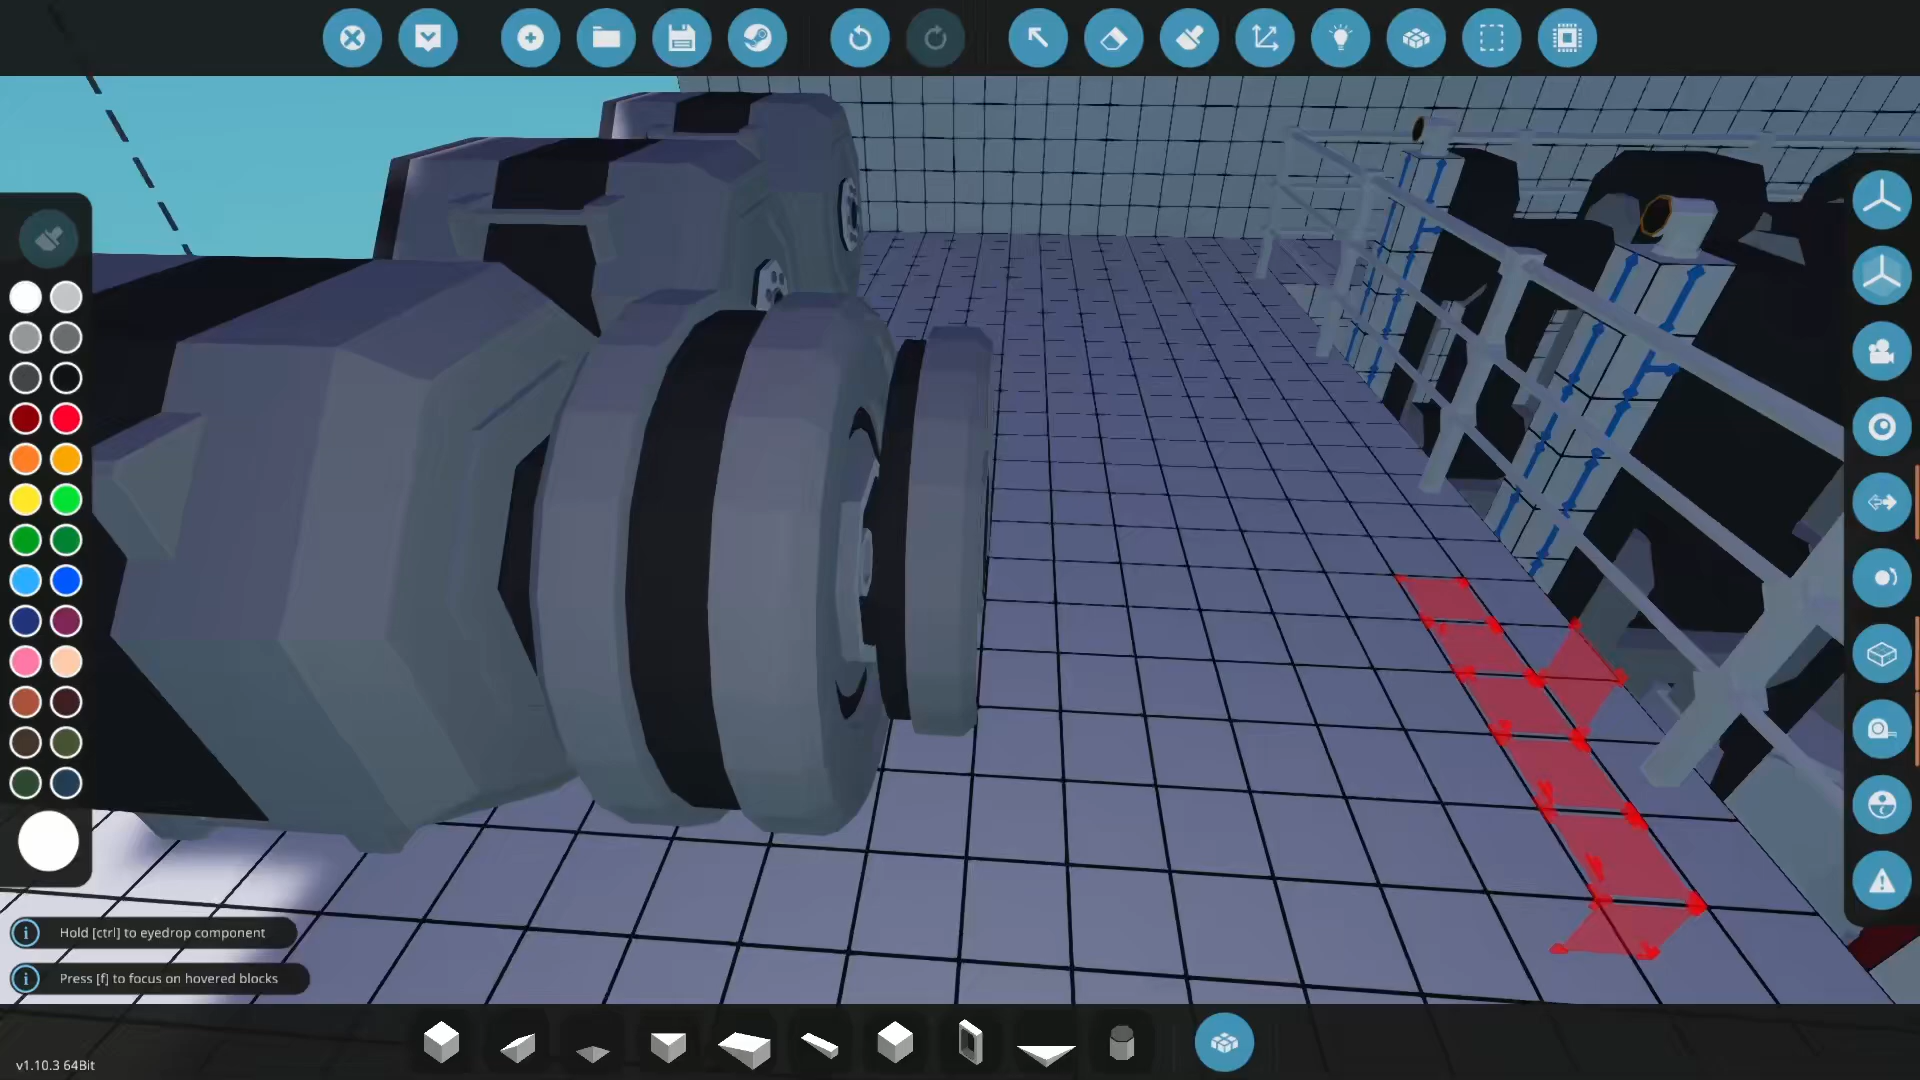 Hold [ctrl] to eyedrop component
Press [f] to focus on hovered blocks
v1.10.3 64Bit